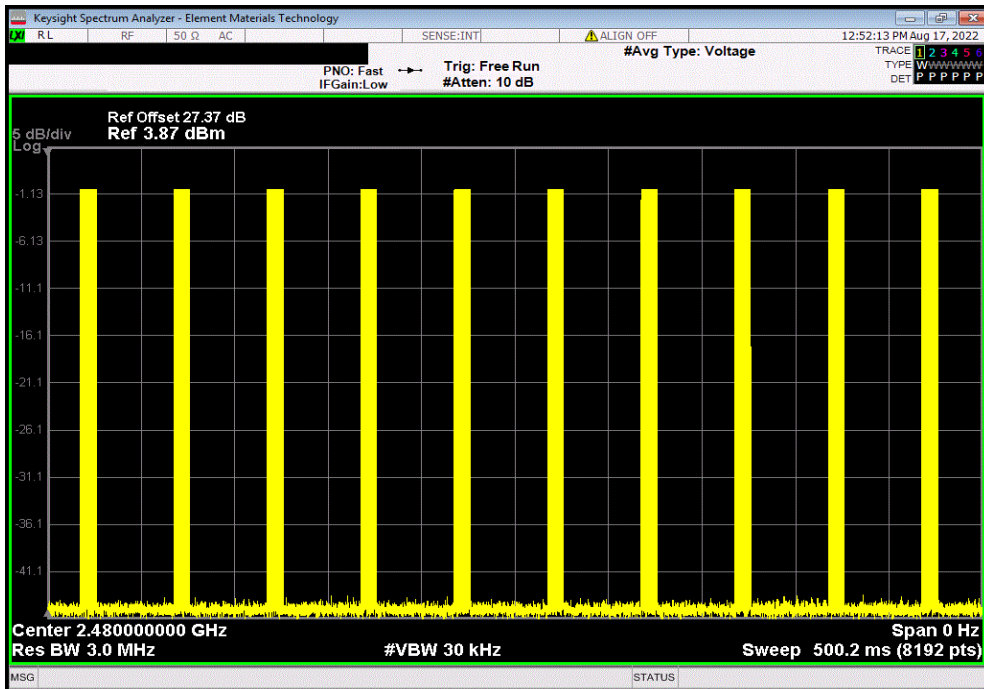 Keysight Spectrum Analyzer - Element Materials Technology
LXI RL RF 50 Ω AC SENSE:INT ALIGN OFF 12:52:13 PM Aug 17, 2022
#Avg Type: Voltage TRACE 1 2 3 4 5 6
PNO: Fast Trig: Free Run TYPE WWWWWW
IFGain:Low #Atten: 10 dB DET P P P P P P
Ref Offset 27.37 dB
5 dB/div Ref 3.87 dBm
Log
-1.13
-6.13
-11.1
-16.1
-21.1
-26.1
-31.1
-36.1
-41.1
Center 2.480000000 GHz Span 0 Hz
Res BW 3.0 MHz #VBW 30 kHz Sweep 500.2 ms (8192 pts)
MSG STATUS